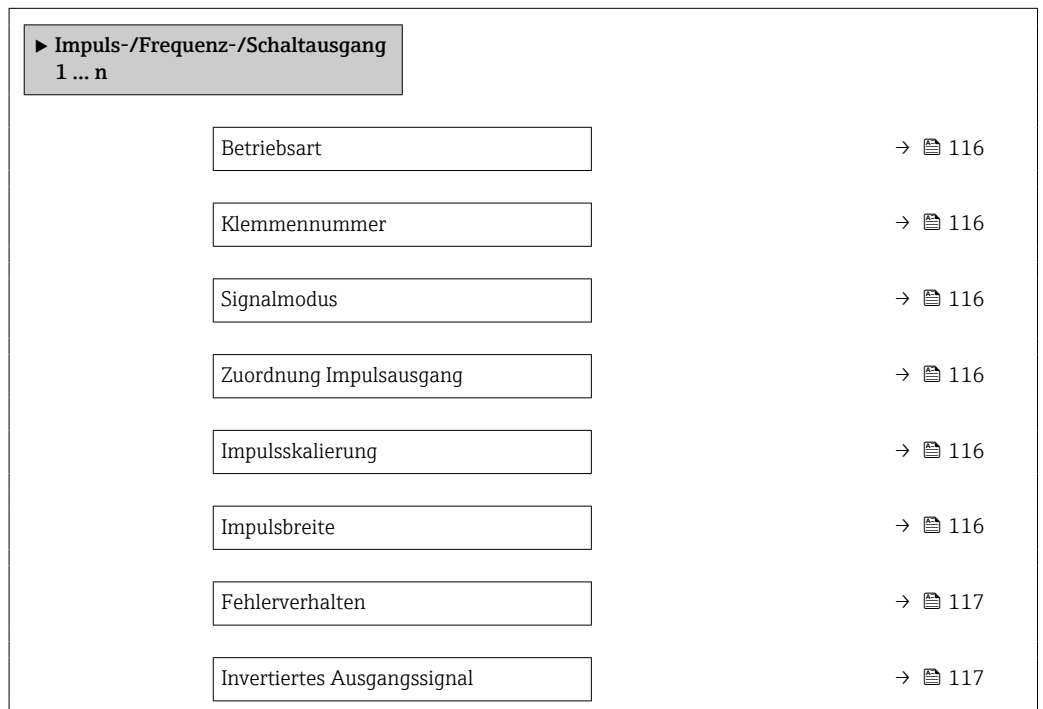 ▶ Impuls-/Frequenz-/Schaltausgang
1 ... n
Betriebsart → 116
Klemmennummer → 116
Signalmodus → 116
Zuordnung Impulsausgang → 116
Impulsskalierung → 116
Impulsbreite → 116
Fehlerverhalten → 117
Invertiertes Ausgangssignal → 117